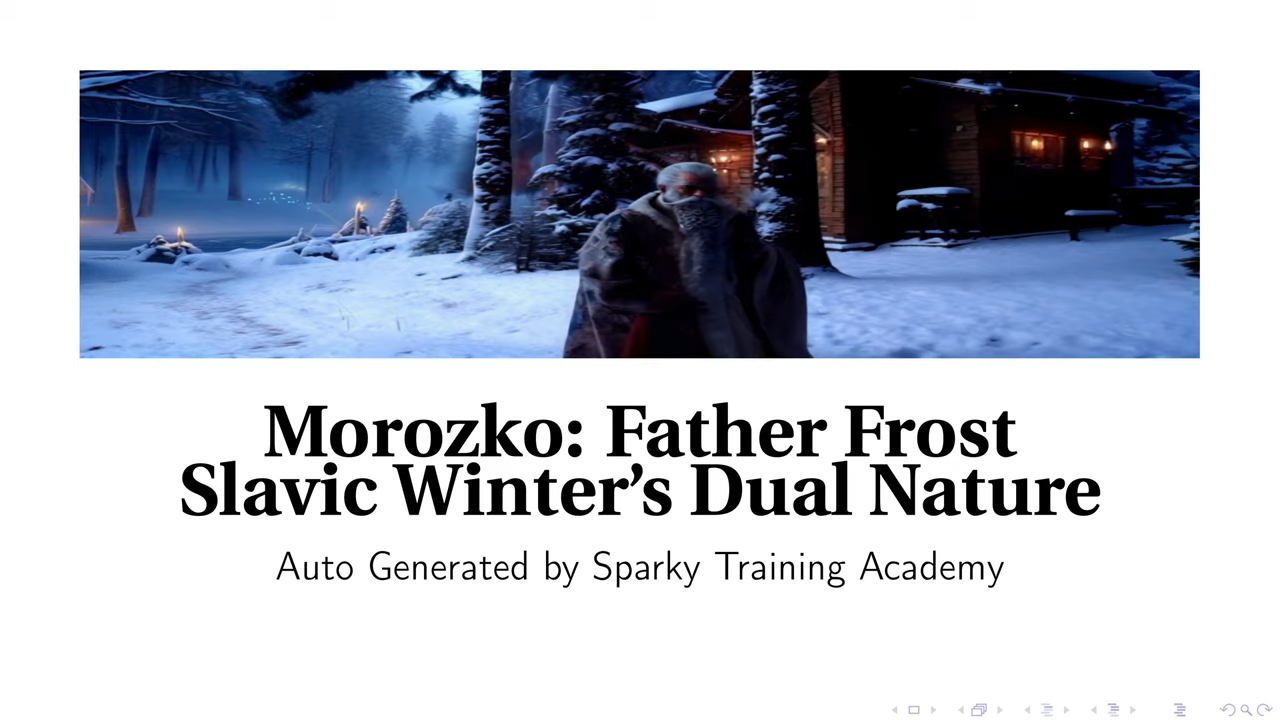 Morozko: Father Frost
Slavic Winter's Dual Nature
Auto Generated by Sparky Training Academy